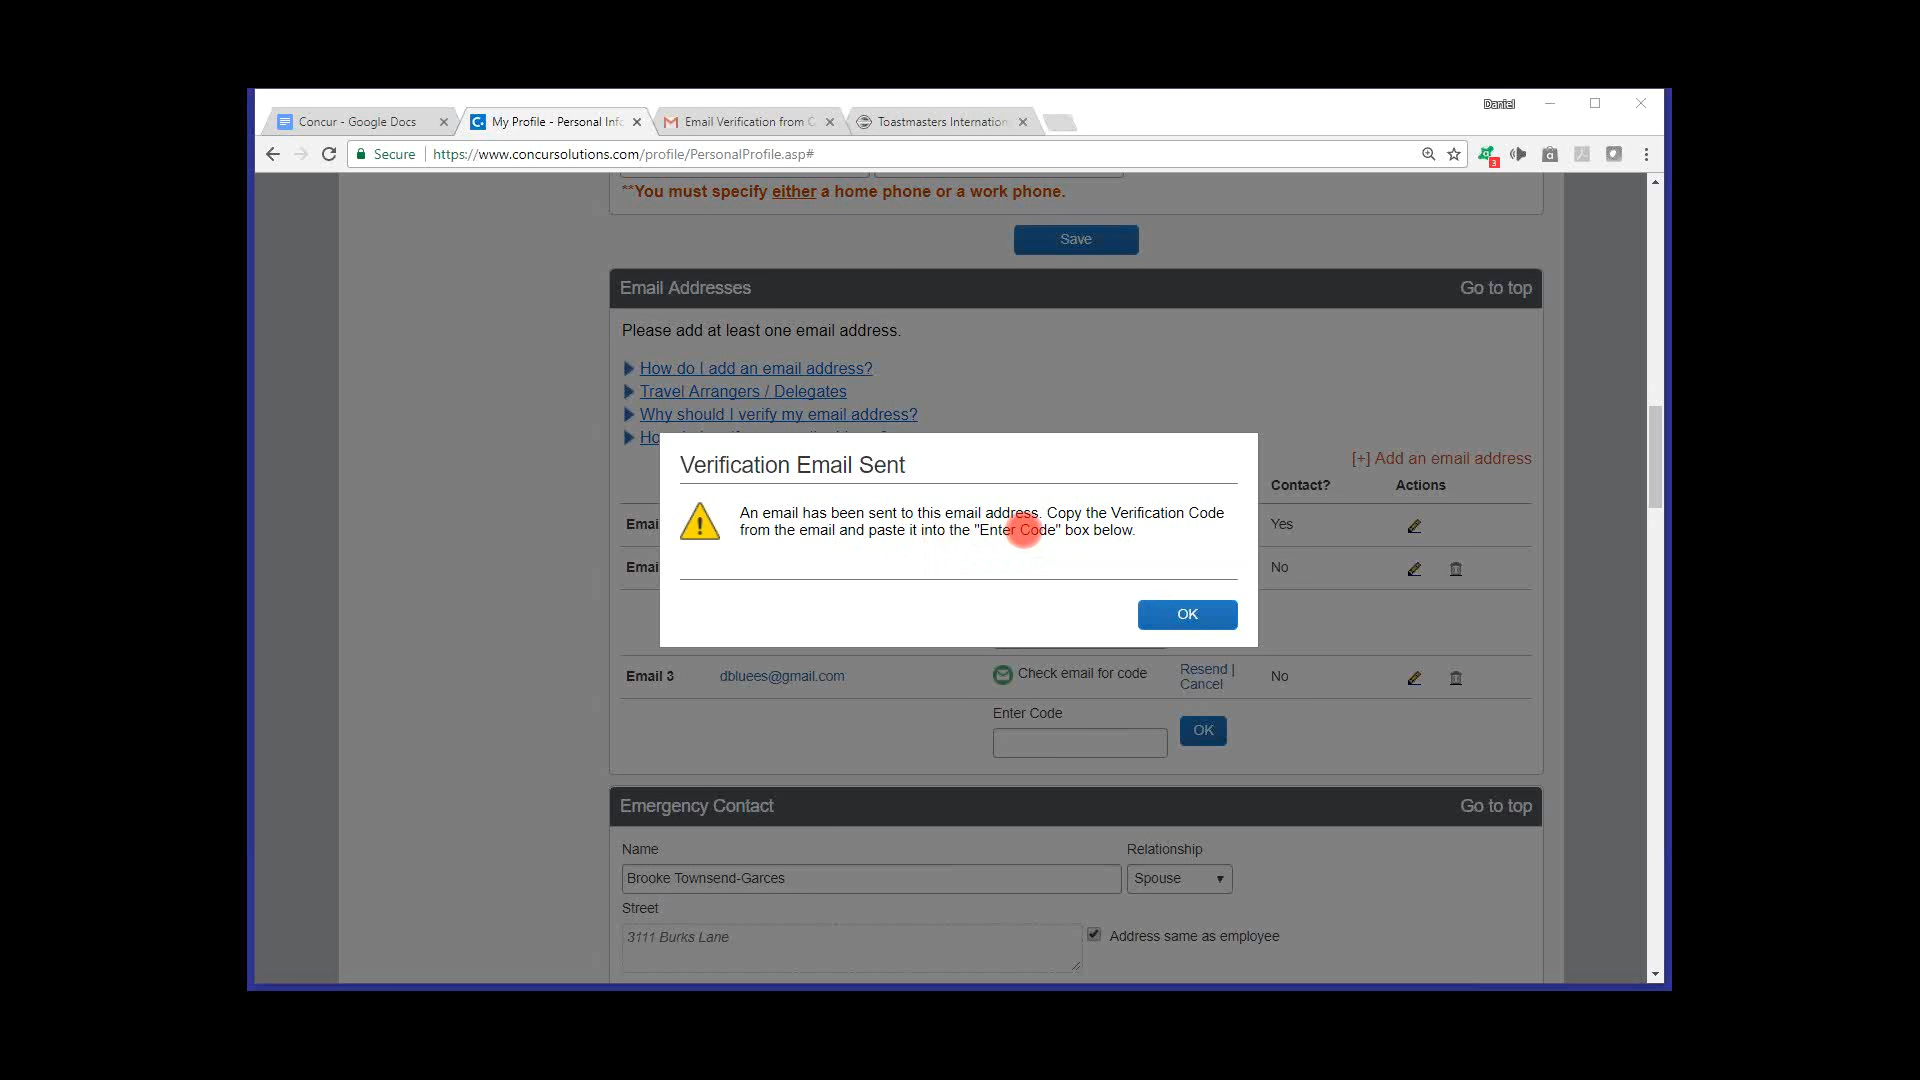 Daniel
Concur - Google Docs
My Profile - Personal Info
Email Verification from C
Toastmasters Internation
Secure
https://www.concursolutions.com/profile/PersonalProfile.asp#
3
**You must specify either a home phone or a work phone.
Save
Email Addresses
Go to top
Please add at least one email address.
How do I add an email address?
Travel Arrangers / Delegates
Why should I verify my email address?
Ho
[+] Add an email address
Contact?
Actions
Verification Email Sent
An email has been sent to this email address. Copy the Verification Code
from the email and paste it into the "Enter Code" box below.
OK
Emai
Yes
Emai
No
Email 3
dbluees@gmail.com
Check email for code
Resend |
Cancel
No
Enter Code
OK
Emergency Contact
Go to top
Name
Relationship
Brooke Townsend-Garces
Spouse
Street
3111 Burks Lane
Address same as employee